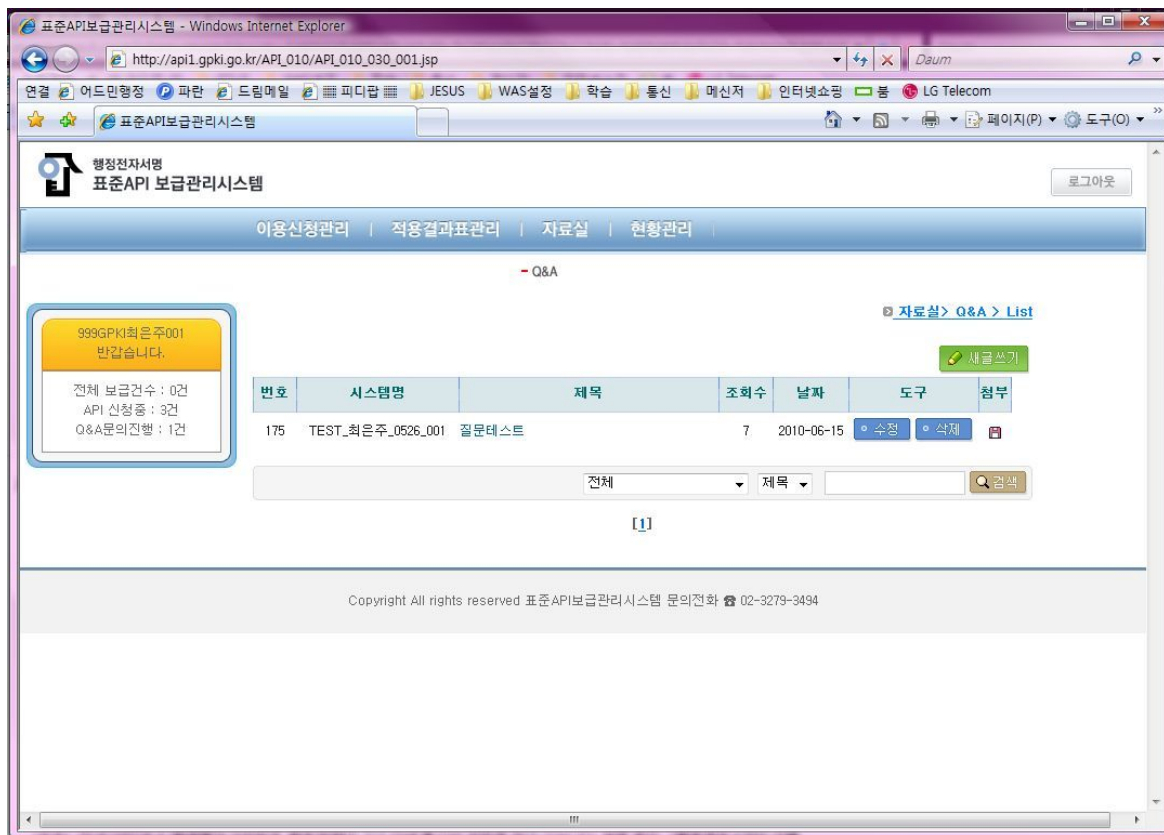 표준API보급관리시스템 - Windows Internet Explorer
http://api1.gpki.go.kr/API_010/API_010_030_001.jsp
Daum
연결 어드민행정 파란 드림메일 ▦ 피디팝 ▦ JESUS WAS설정 학습 통신 메신저 인터넷쇼핑 붐 LG Telecom
표준API보급관리시스템
페이지(P) 도구(O)
행정전자서명
표준API 보급관리시스템
로그아웃
이용신청관리 | 적용결과표관리 | 자료실 | 현황관리 |
- Q&A
자료실> Q&A > List
999GPKI최은주001
반갑습니다.
전체 보급건수 : 0건
API 신청중 : 3건
Q&A문의진행 : 1건
새글쓰기
번호 시스템명 제목 조회수 날짜 도구 첨부
175 TEST_최은주_0526_001 질문테스트 7 2010-06-15 수정 삭제
전체 제목 검색
[1]
Copyright All rights reserved 표준API보급관리시스템 문의전화 ☎ 02-3279-3494